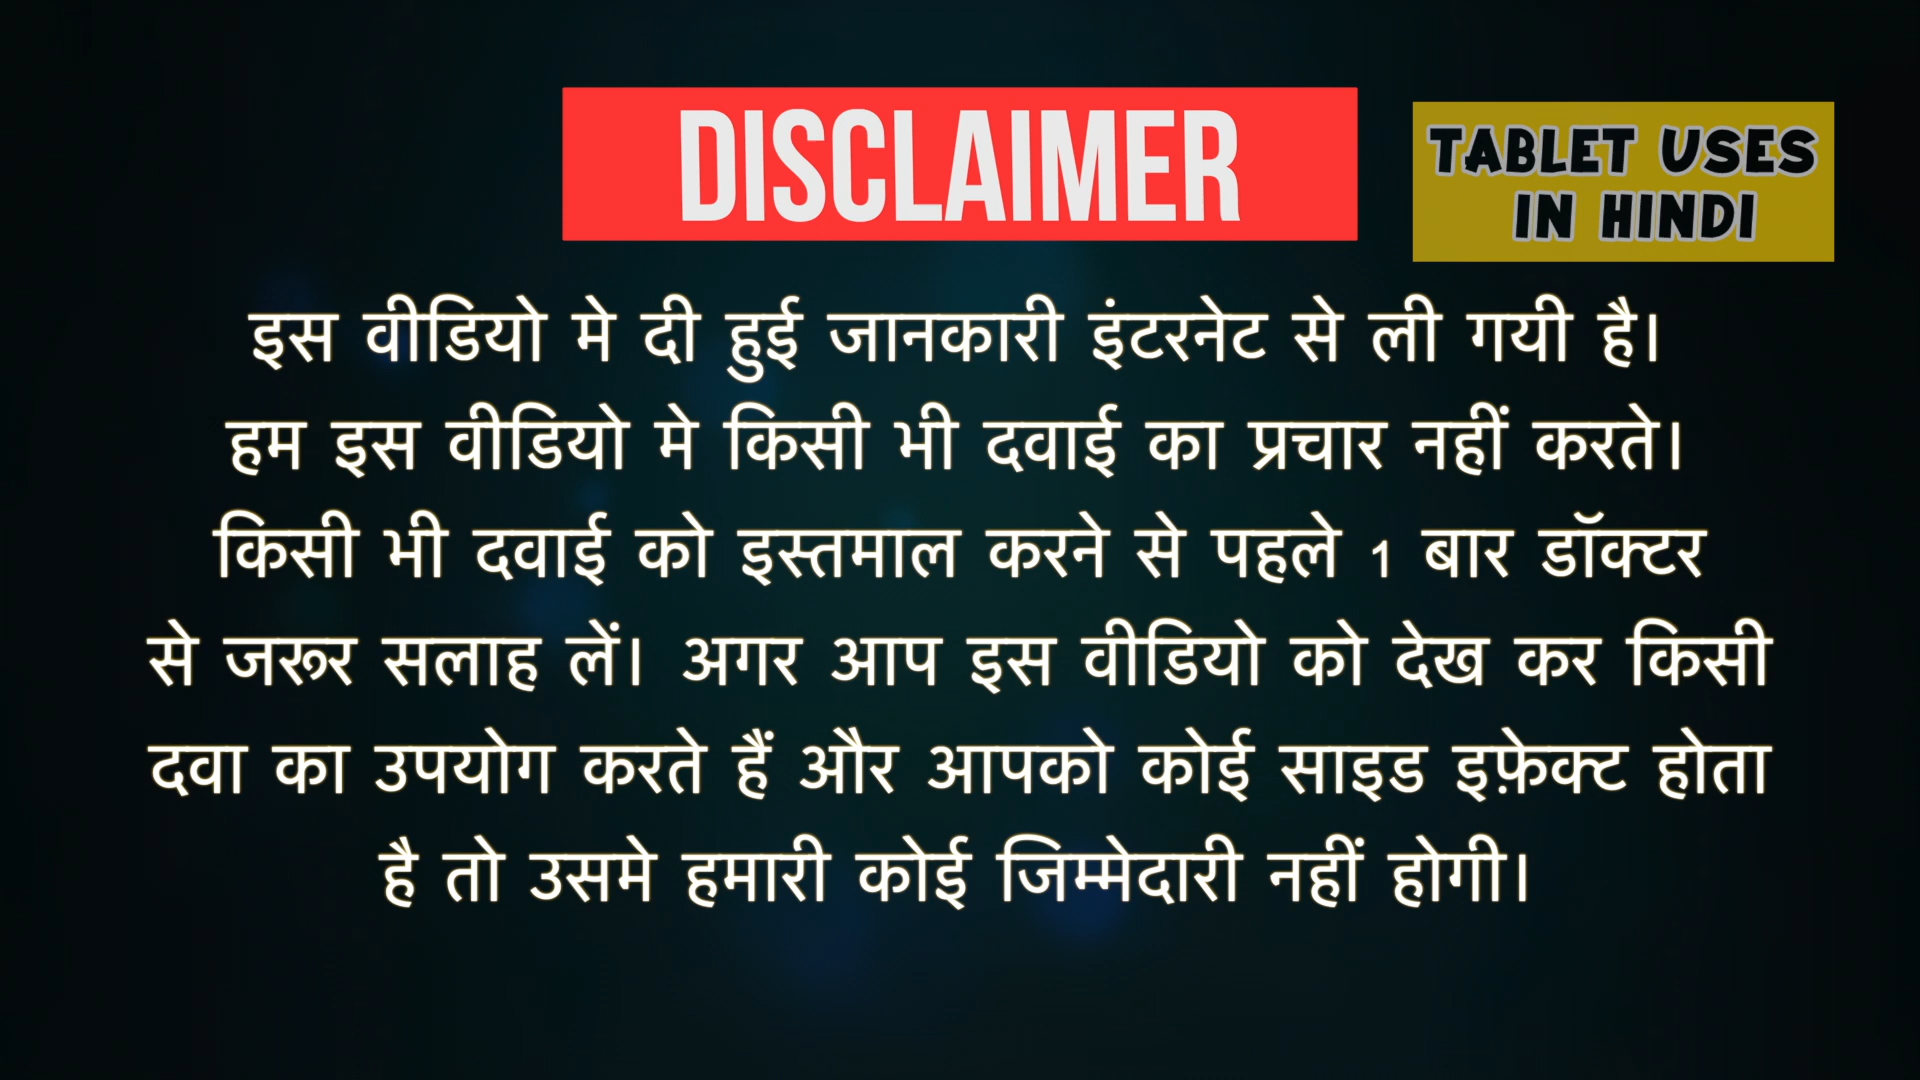 DISCLAIMER
TABLET USES
IN HINDI
इस वीडियो मे दी हुई जानकारी इंटरनेट से ली गयी है।
हम इस वीडियो मे किसी भी दवाई का प्रचार नहीं करते।
किसी भी दवाई को इस्तमाल करने से पहले 1 बार डॉक्टर
से जरूर सलाह लें। अगर आप इस वीडियो को देख कर किसी
दवा का उपयोग करते हैं और आपको कोई साइड इफ़ेक्ट होता
है तो उसमे हमारी कोई जिम्मेदारी नहीं होगी।